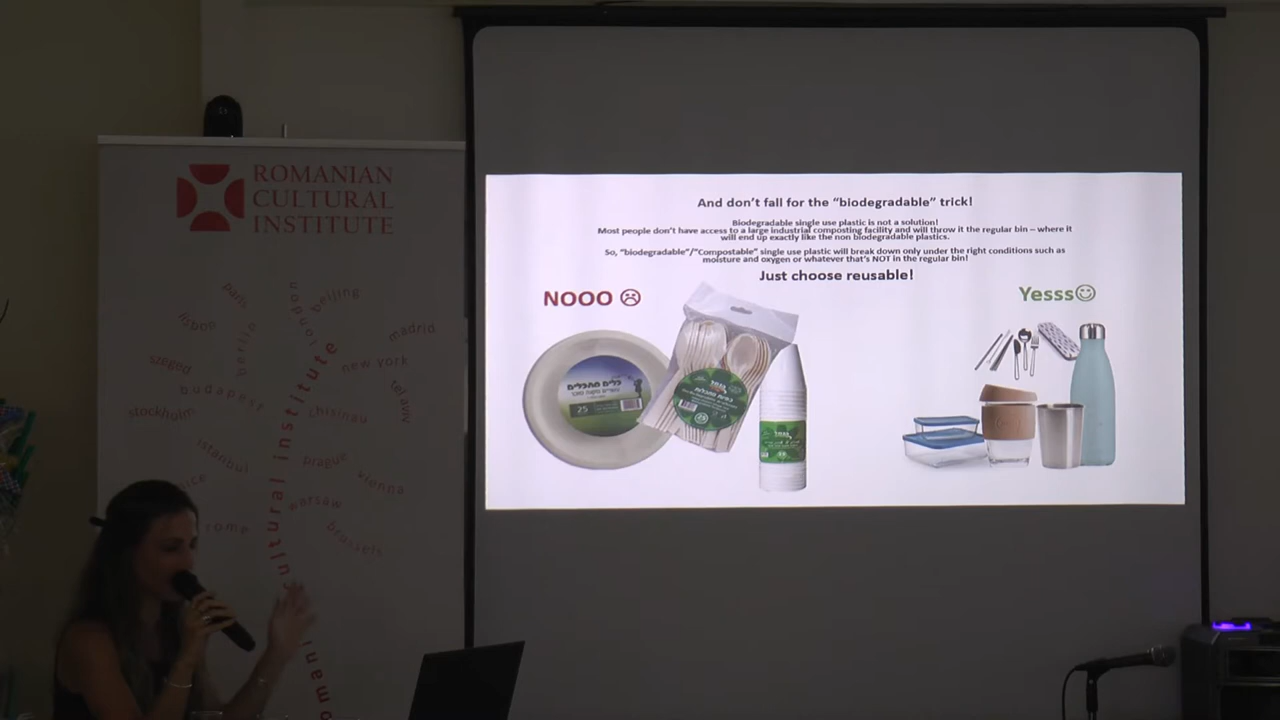 ROMANIAN
CULTURAL
INSTITUTE
paris
london
beijing
lisbon
berlin
madrid
szeged
new york
budapest
tel aviv
stockholm
chisinau
istanbul
prague
vienna
warsaw
rome
brussels
cultural institute
And don't fall for the “biodegradable” trick!
Biodegradable single use plastic is not a solution!
Most people don't have access to a large industrial composting facility and will throw it the regular bin – where it
will end up exactly like the non biodegradable plastics.
So, “biodegradable”/“Compostable” single use plastic will break down only under the right conditions such as
moisture and oxygen or whatever that's NOT in the regular bin!
Just choose reusable!
NOOO ☹
Yesss☺
כלים מתכלים
25